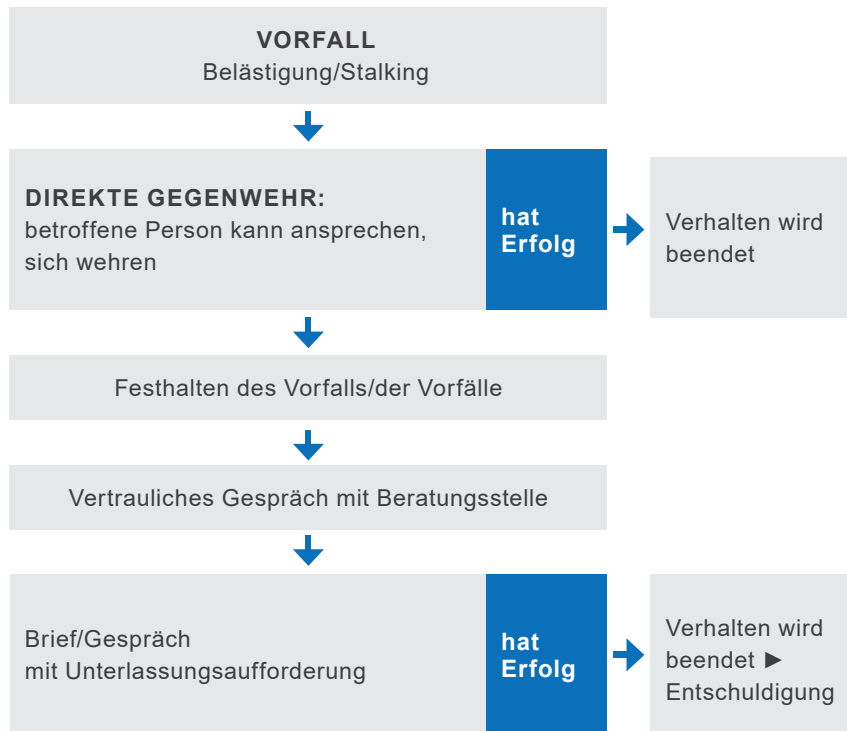 VORFALL
Belästigung/Stalking
DIREKTE GEGENWEHR:
betroffene Person kann ansprechen,
sich wehren
hat
Erfolg
Verhalten wird
beendet
Festhalten des Vorfalls/der Vorfälle
Vertrauliches Gespräch mit Beratungsstelle
Brief/Gespräch
mit Unterlassungsaufforderung
hat
Erfolg
Verhalten wird
beendet ►
Entschuldigung